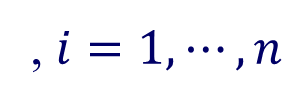 , i = 1, ⋯ , n